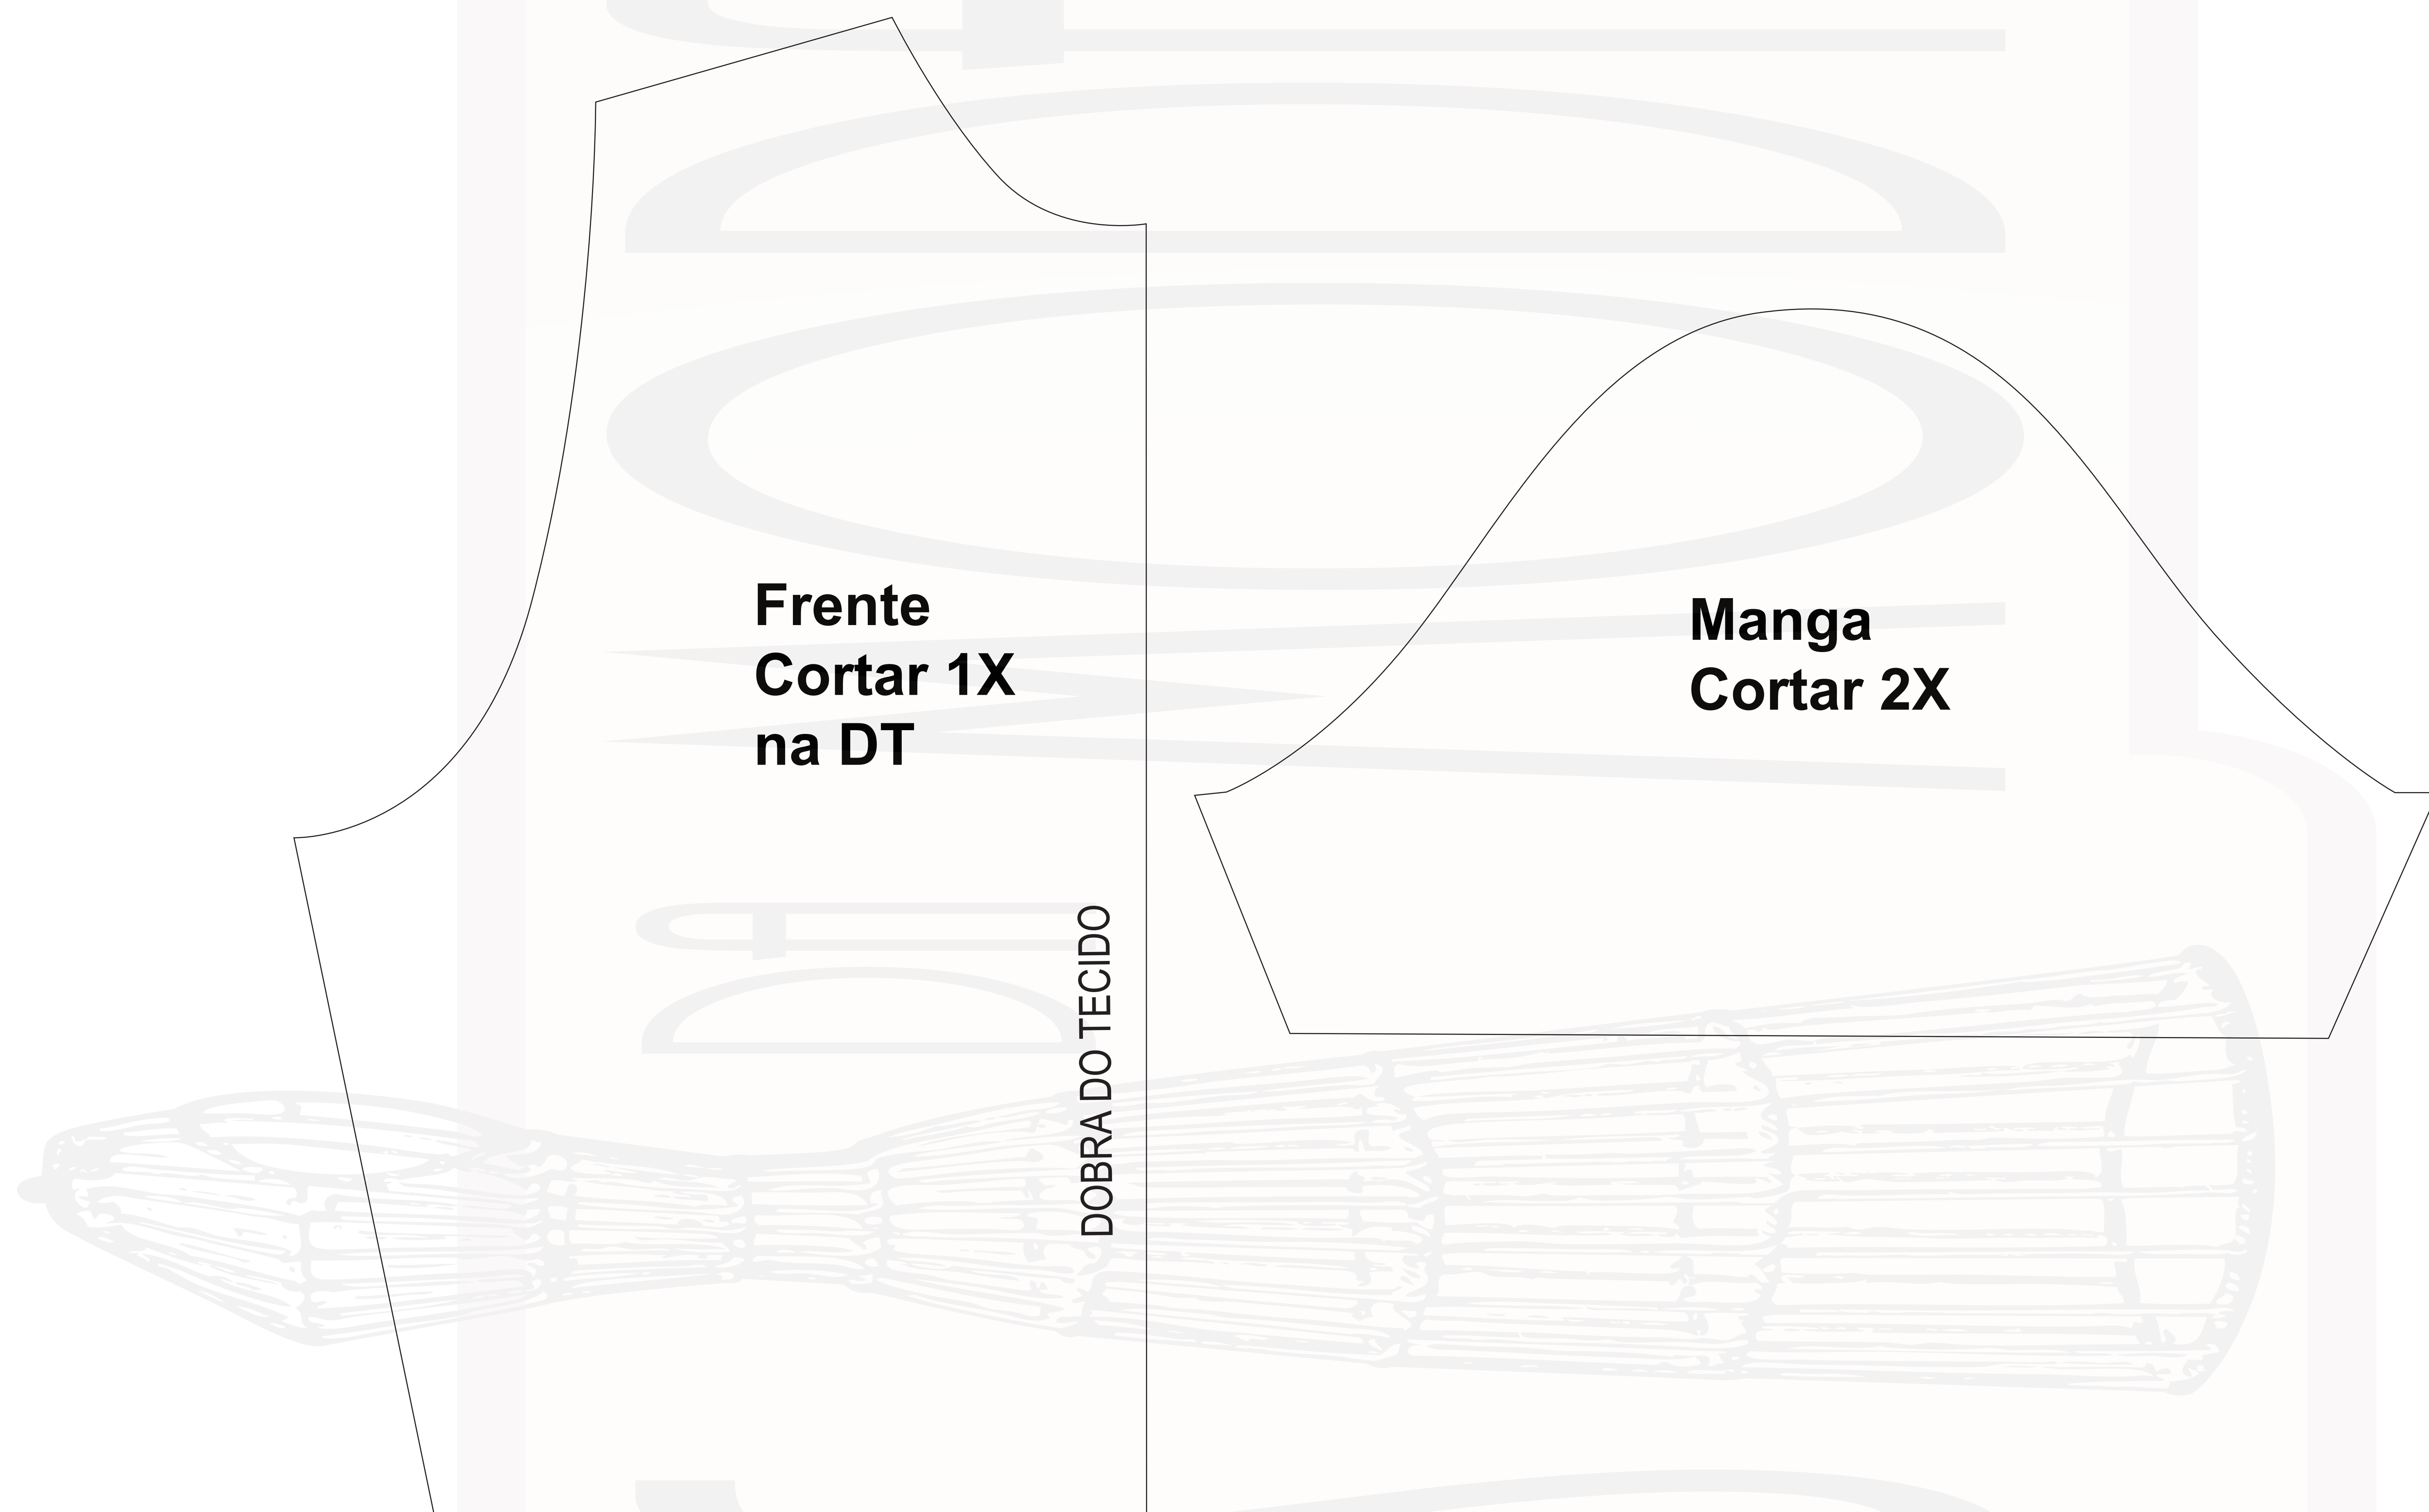 Frente
Cortar 1X
na DT
Manga
Cortar 2X
DOBRA DO TECIDO